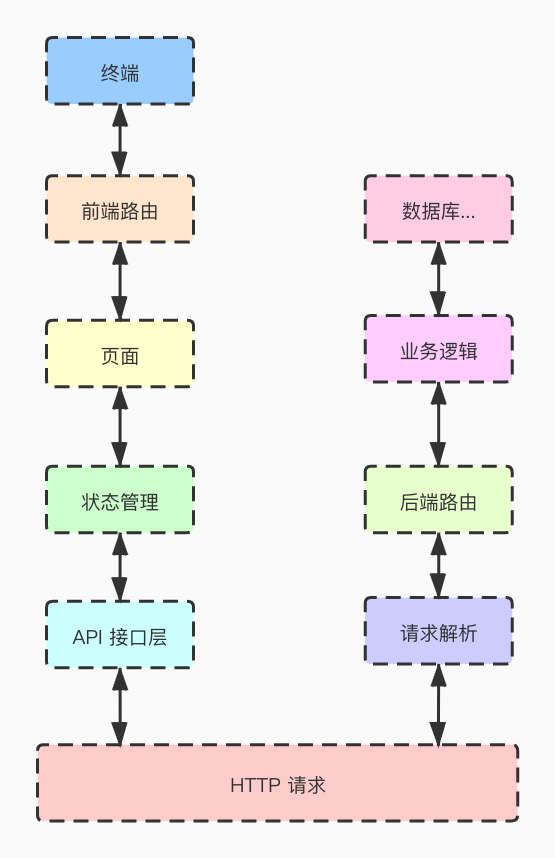 终端
前端路由
页面
状态管理
API 接口层
数据库...
业务逻辑
后端路由
请求解析
HTTP 请求